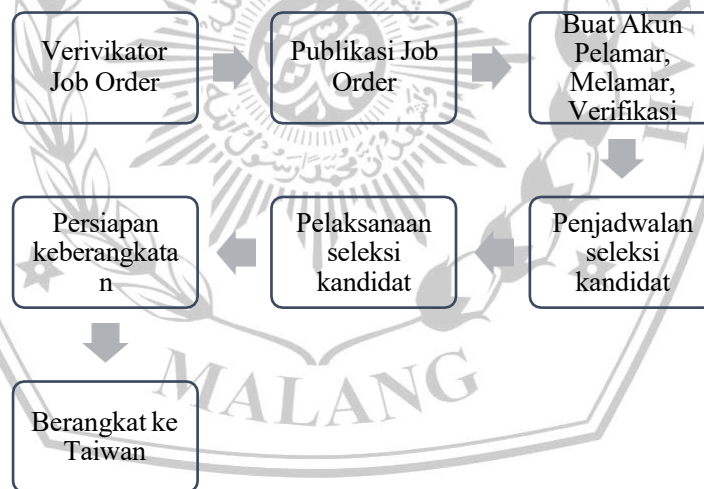 Verivikator
Job Order
Publikasi Job
Order
Buat Akun
Pelamar,
Melamar,
Verifikasi
Penjadwalan
seleksi
kandidat
Pelaksanaan
seleksi
kandidat
Persiapan
keberangkata
n
Berangkat ke
Taiwan
MALANG